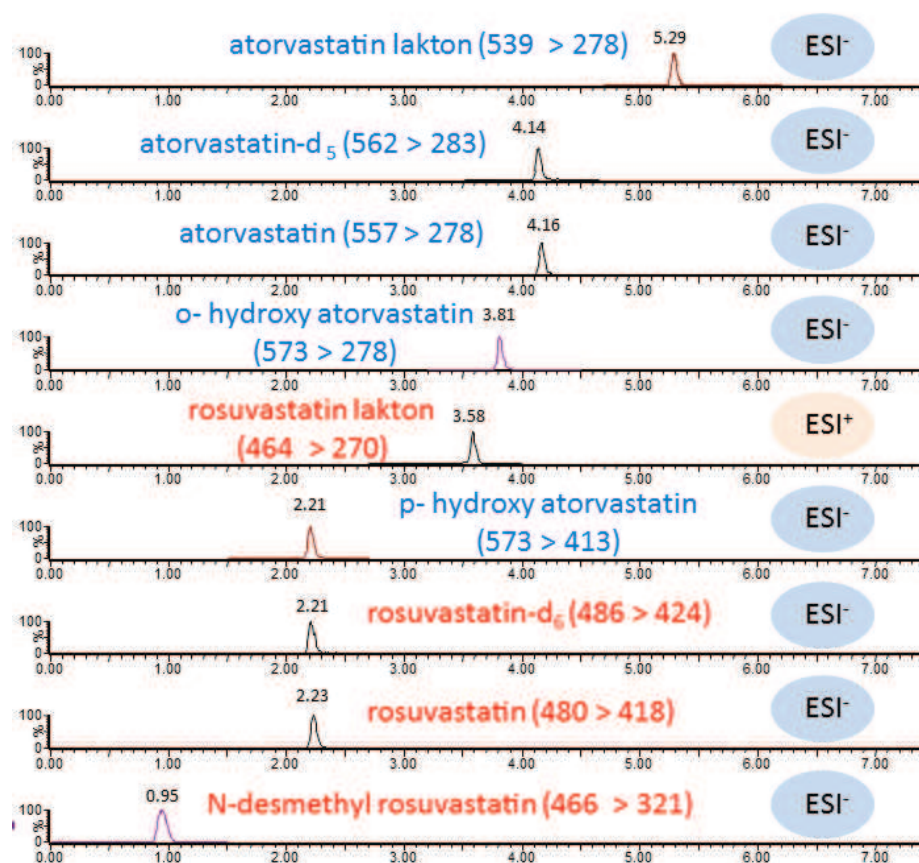 atorvastatin lakton (539 > 278) 5.29 ESI⁻
100
%
0
0.00 1.00 2.00 3.00 4.00 5.00 6.00 7.00
atorvastatin-d₅ (562 > 283) 4.14 ESI⁻
100
%
0
0.00 1.00 2.00 3.00 4.00 5.00 6.00 7.00
atorvastatin (557 > 278) 4.16 ESI⁻
100
%
0
0.00 1.00 2.00 3.00 4.00 5.00 6.00 7.00
o- hydroxy atorvastatin 3.81 ESI⁻
(573 > 278)
100
%
0
0.00 1.00 2.00 3.00 4.00 5.00 6.00 7.00
rosuvastatin lakton 3.58 ESI⁺
(464 > 270)
100
%
0
0.00 1.00 2.00 3.00 4.00 5.00 6.00 7.00
2.21 p- hydroxy atorvastatin ESI⁻
(573 > 413)
100
%
0
0.00 1.00 2.00 3.00 4.00 5.00 6.00 7.00
2.21 rosuvastatin-d₆ (486 > 424) ESI⁻
100
%
0
0.00 1.00 2.00 3.00 4.00 5.00 6.00 7.00
2.23 rosuvastatin (480 > 418) ESI⁻
100
%
0
0.00 1.00 2.00 3.00 4.00 5.00 6.00 7.00
0.95 N-desmethyl rosuvastatin (466 > 321) ESI⁻
100
%
0
0.00 1.00 2.00 3.00 4.00 5.00 6.00 7.00